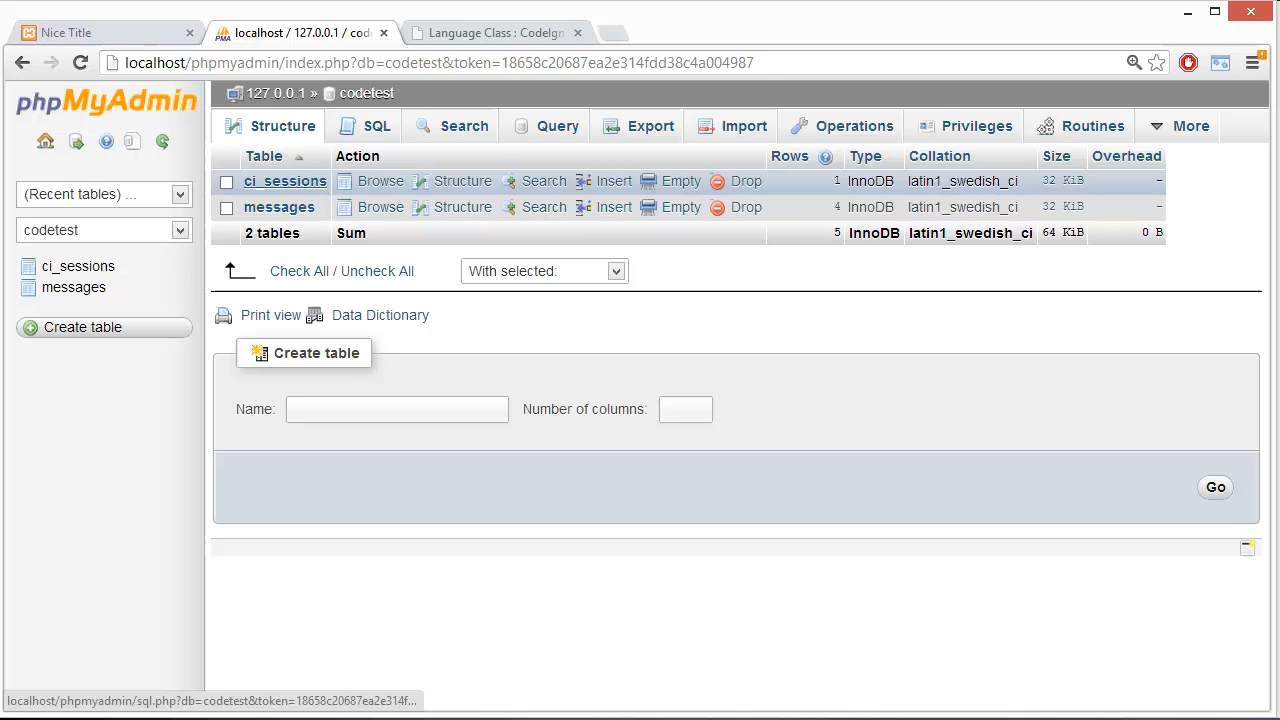 Nice Title × localhost / 127.0.0.1 / cod × Language Class : CodeIgn ×
localhost/phpmyadmin/index.php?db=codetest&token=18658c20687ea2e314fdd38c4a004987
phpMyAdmin
(Recent tables) ...
codetest
ci_sessions
messages
Create table
127.0.0.1 » codetest
Structure SQL Search Query Export Import Operations Privileges Routines More
Table Action Rows Type Collation Size Overhead
ci_sessions Browse Structure Search Insert Empty Drop 1 InnoDB latin1_swedish_ci 32 KiB -
messages Browse Structure Search Insert Empty Drop 4 InnoDB latin1_swedish_ci 32 KiB -
2 tables Sum 5 InnoDB latin1_swedish_ci 64 KiB 0 B
Check All / Uncheck All With selected:
Print view Data Dictionary
Create table
Name: Number of columns:
Go
localhost/phpmyadmin/sql.php?db=codetest&token=18658c20687ea2e314f...